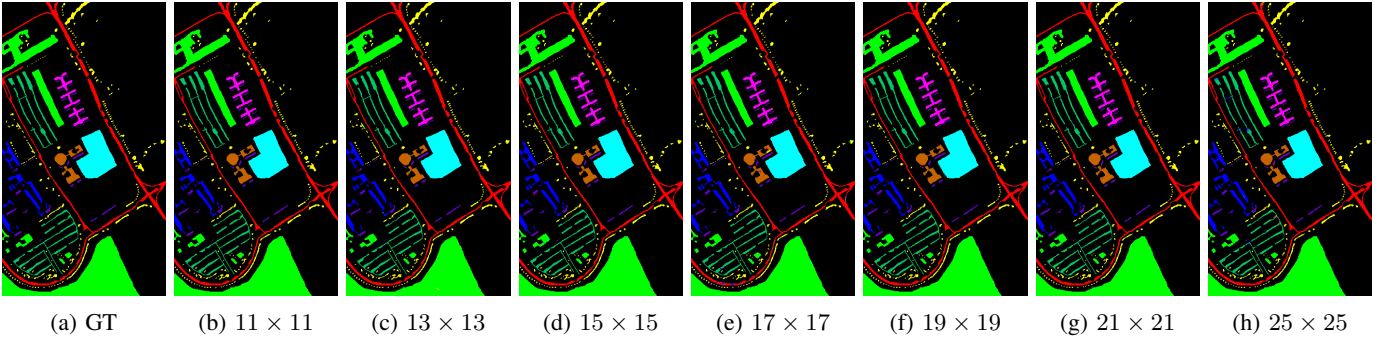 (a) GT (b) 11 × 11 (c) 13 × 13 (d) 15 × 15 (e) 17 × 17 (f) 19 × 19 (g) 21 × 21 (h) 25 × 25